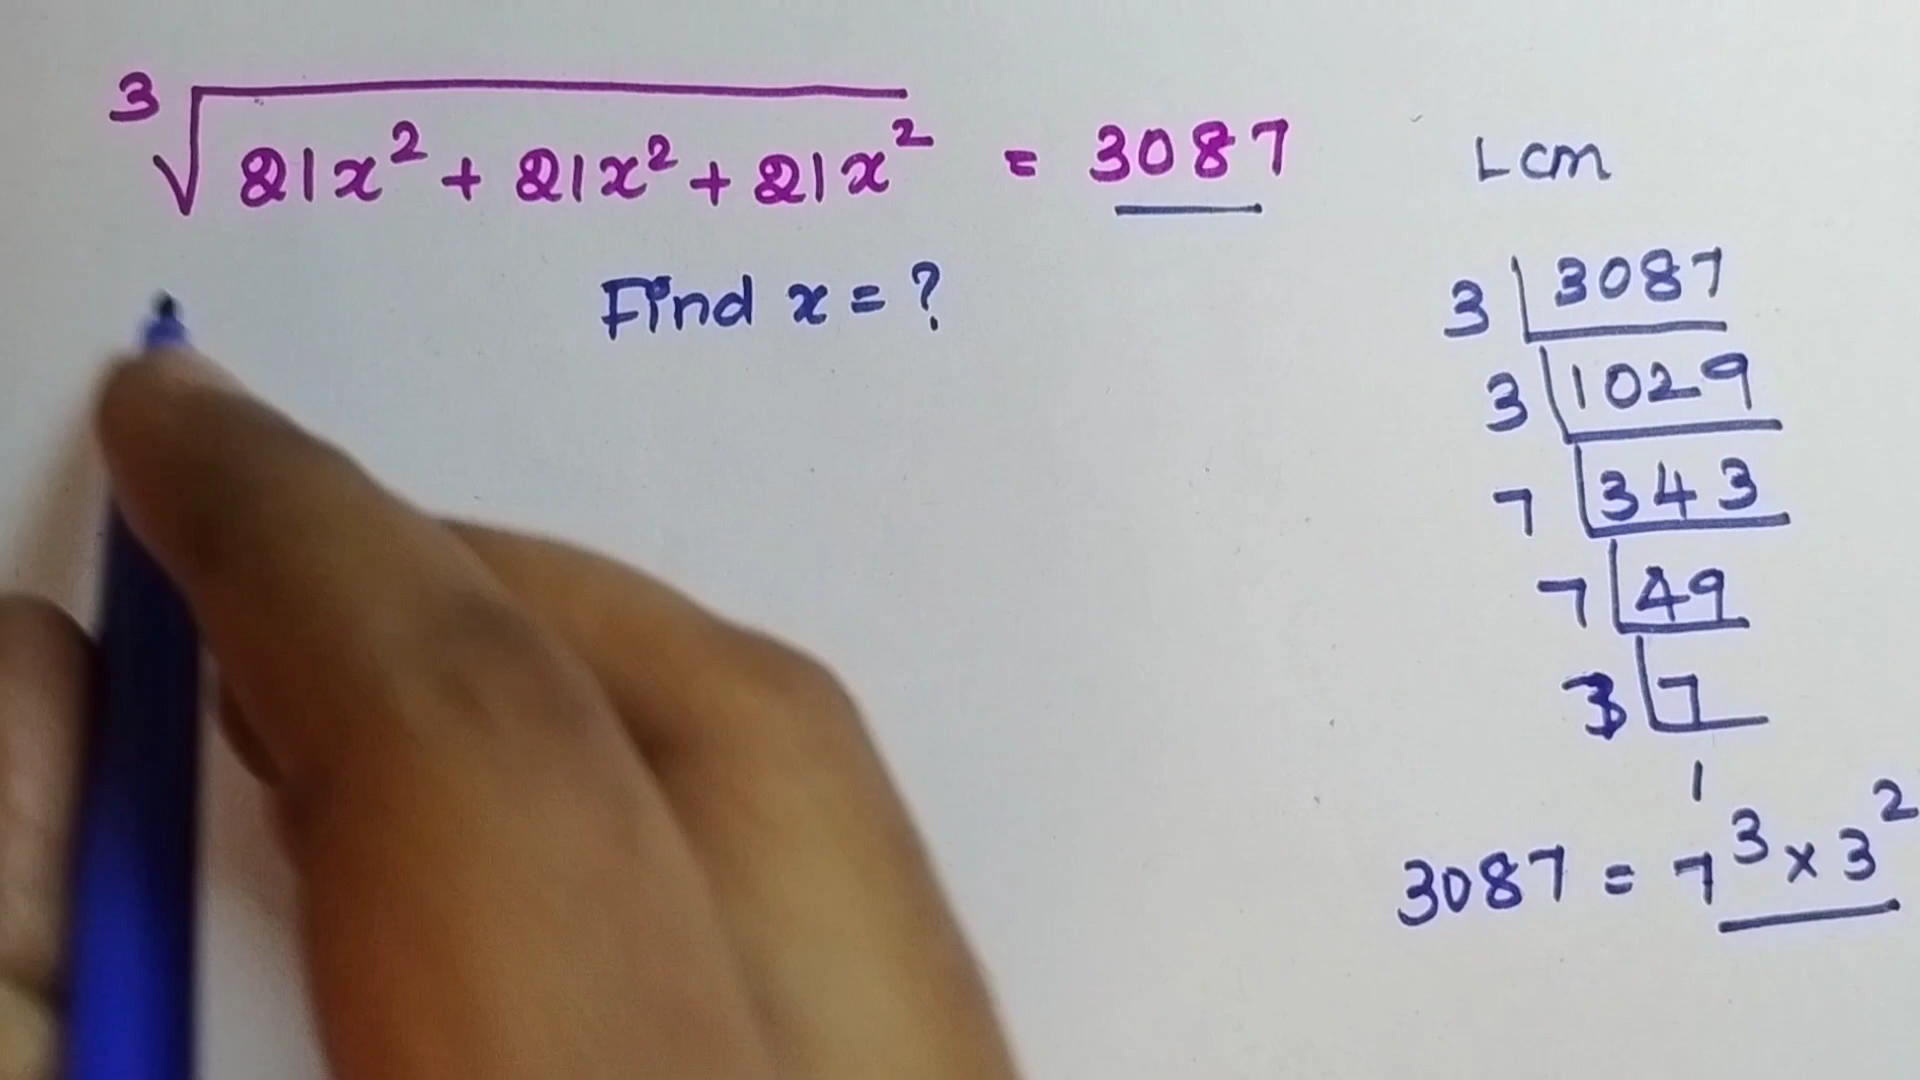 ∛(21x² + 21x² + 21x²) = 3087
Find x = ?
Lcm
3 | 3087
3 | 1029
7 | 343
7 | 49
3 | 7
1
3087 = 7³ × 3²